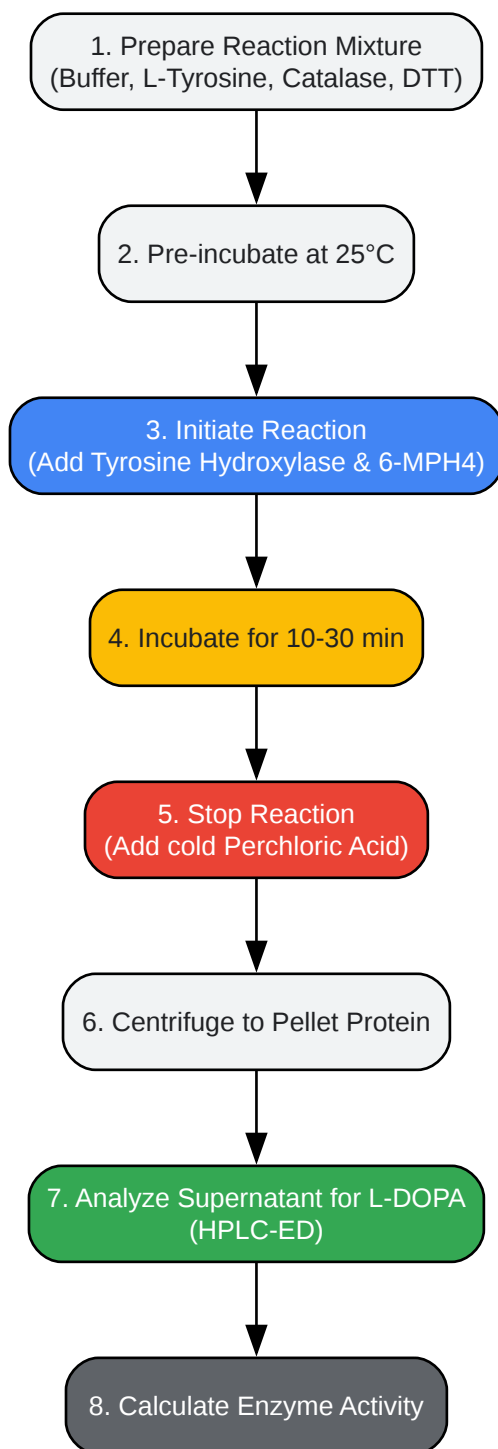 1. Prepare Reaction Mixture
(Buffer, L-Tyrosine, Catalase, DTT)
2. Pre-incubate at 25°C
3. Initiate Reaction
(Add Tyrosine Hydroxylase & 6-MPH4)
4. Incubate for 10-30 min
5. Stop Reaction
(Add cold Perchloric Acid)
6. Centrifuge to Pellet Protein
7. Analyze Supernatant for L-DOPA
(HPLC-ED)
8. Calculate Enzyme Activity